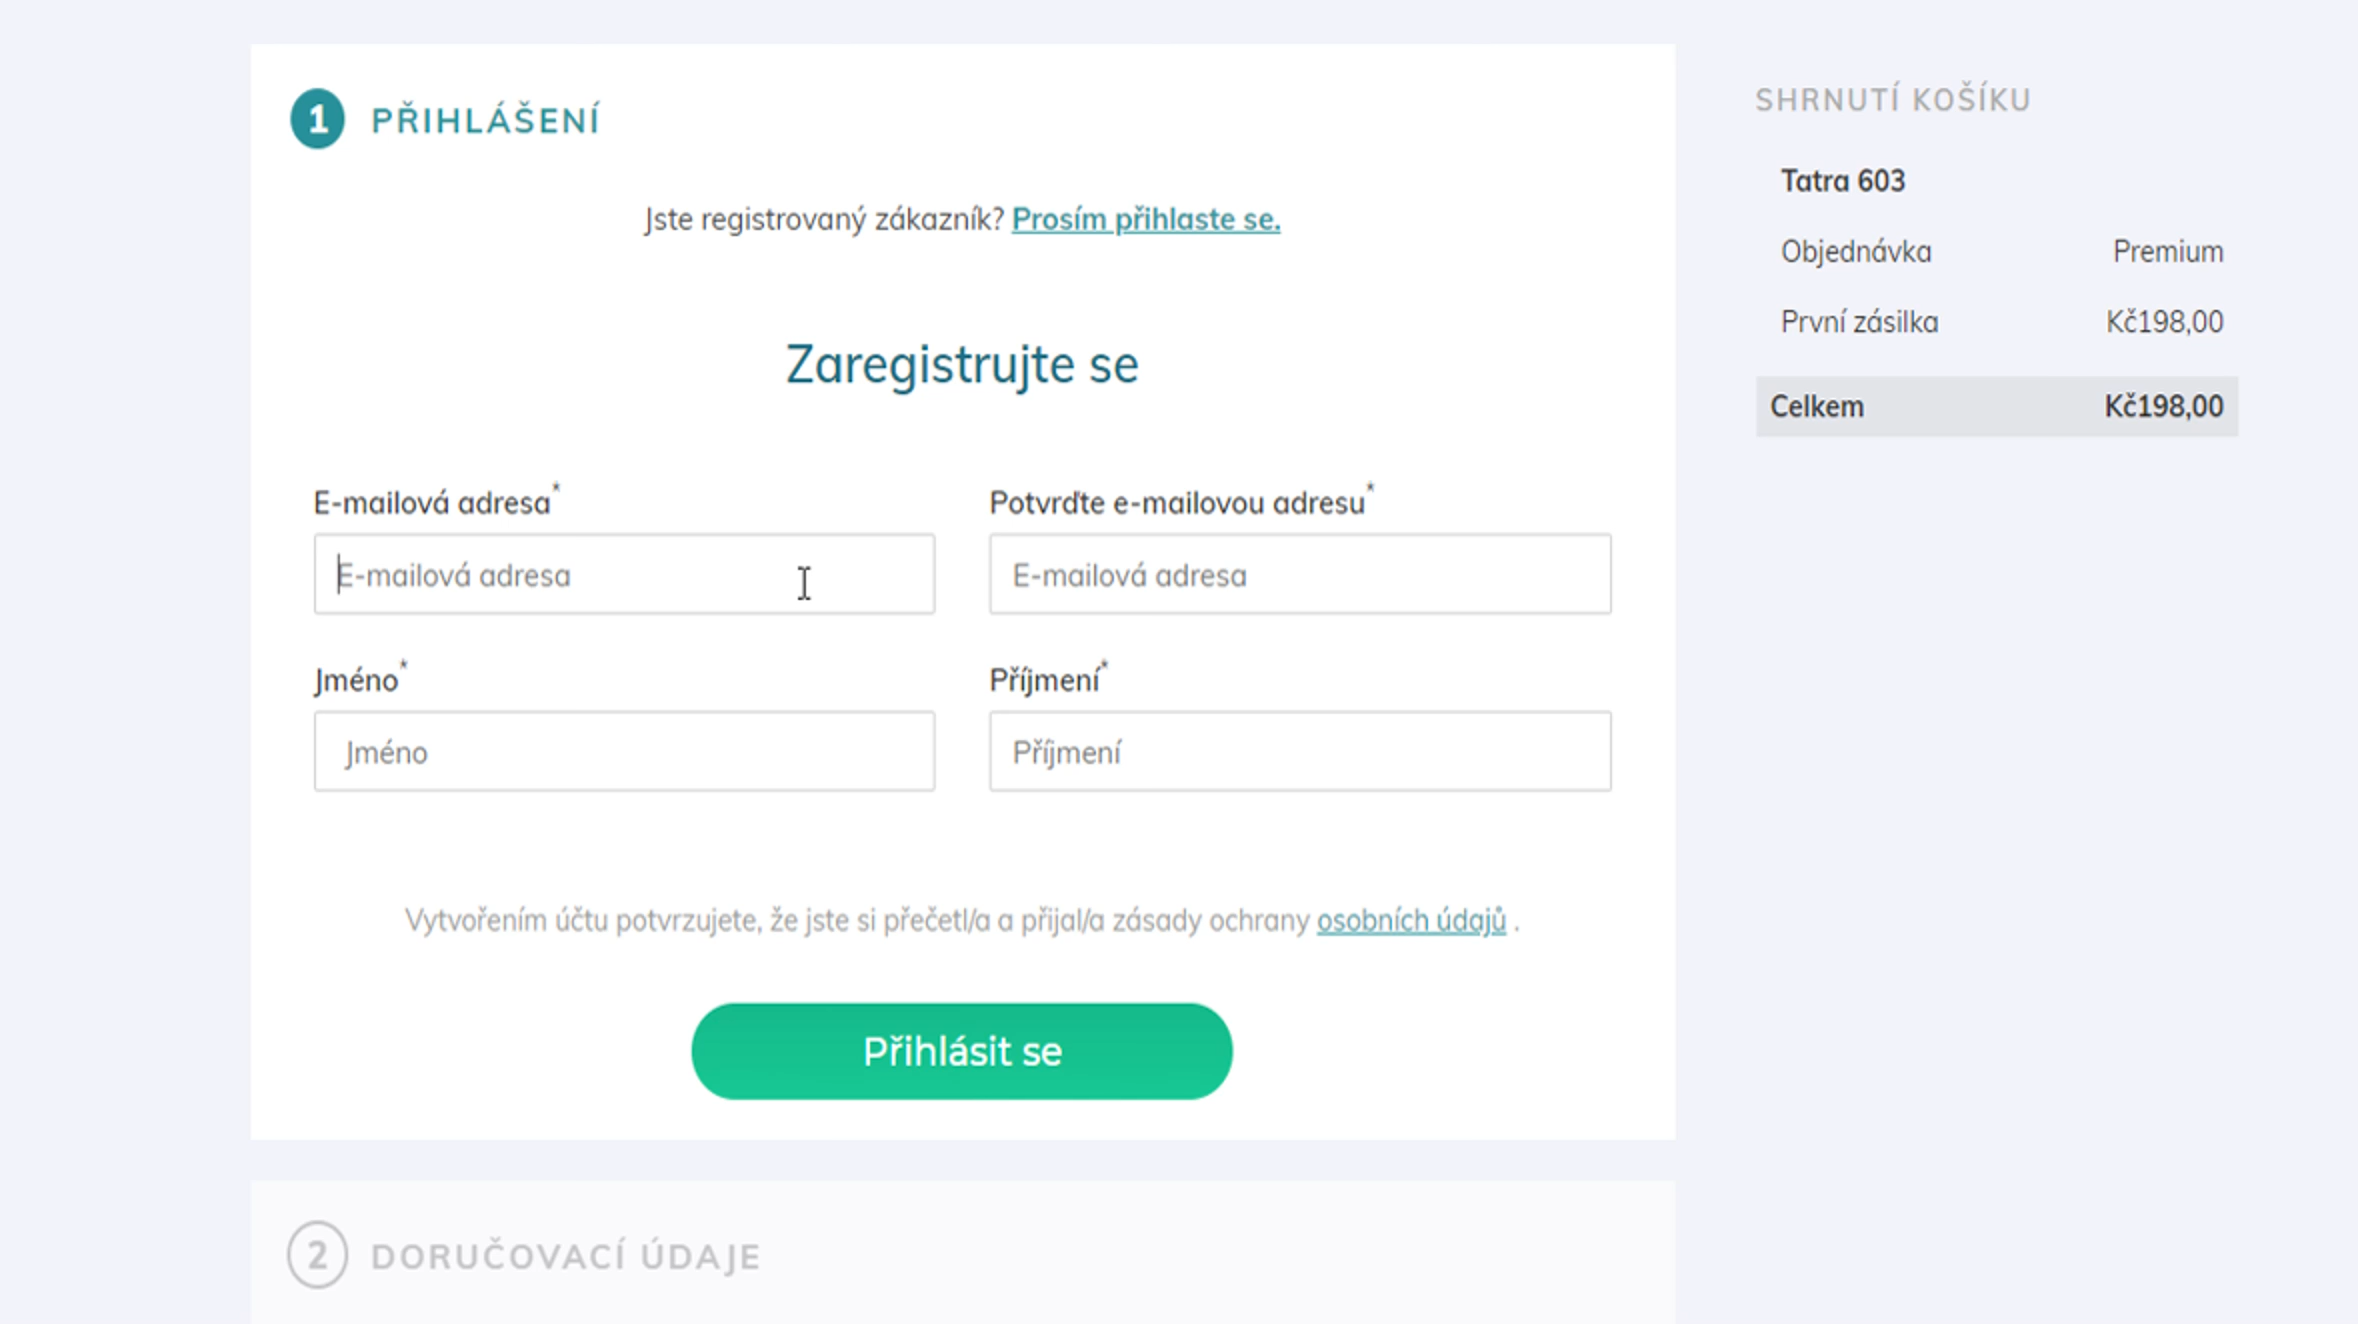 1 PŘIHLÁŠENÍ
Jste registrovaný zákazník? Prosím přihlaste se.
Zaregistrujte se
E-mailová adresa*
Potvrďte e-mailovou adresu*
E-mailová adresa
E-mailová adresa
Jméno*
Příjmení*
Jméno
Příjmení
Vytvořením účtu potvrzujete, že jste si přečetl/a a přijal/a zásady ochrany osobních údajů .
Přihlásit se
2 DORUČOVACÍ ÚDAJE
SHRNUTÍ KOŠÍKU
Tatra 603
Objednávka Premium
První zásilka Kč198,00
Celkem Kč198,00